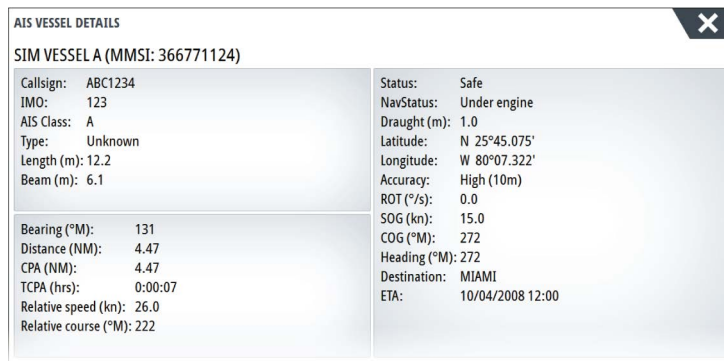 AIS VESSEL DETAILS
SIM VESSEL A (MMSI: 366771124)
Callsign: ABC1234
IMO: 123
AIS Class: A
Type: Unknown
Length (m): 12.2
Beam (m): 6.1
Bearing (°M): 131
Distance (NM): 4.47
CPA (NM): 4.47
TCPA (hrs): 0:00:07
Relative speed (kn): 26.0
Relative course (°M): 222
Status: Safe
NavStatus: Under engine
Draught (m): 1.0
Latitude: N 25°45.075'
Longitude: W 80°07.322'
Accuracy: High (10m)
ROT (°/s): 0.0
SOG (kn): 15.0
COG (°M): 272
Heading (°M): 272
Destination: MIAMI
ETA: 10/04/2008 12:00